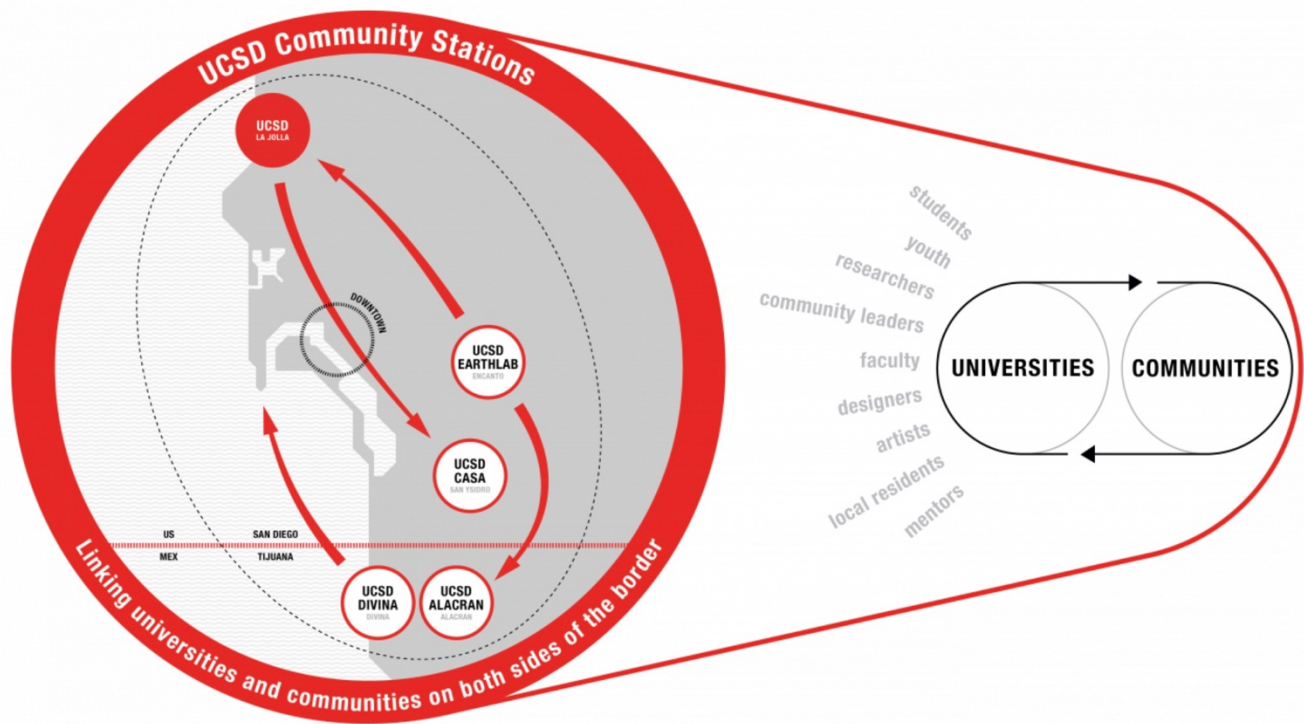 UCSD Community Stations
UCSD
LA JOLLA
DOWNTOWN
UCSD
EARTHLAB
ENCANTO
UCSD
CASA
SAN YSIDRO
US
SAN DIEGO
MEX
TIJUANA
UCSD
DIVINA
DIVINA
UCSD
ALACRAN
ALACRAN
Linking universities and communities on both sides of the border
students
youth
researchers
community leaders
faculty
designers
artists
local residents
mentors
UNIVERSITIES
COMMUNITIES